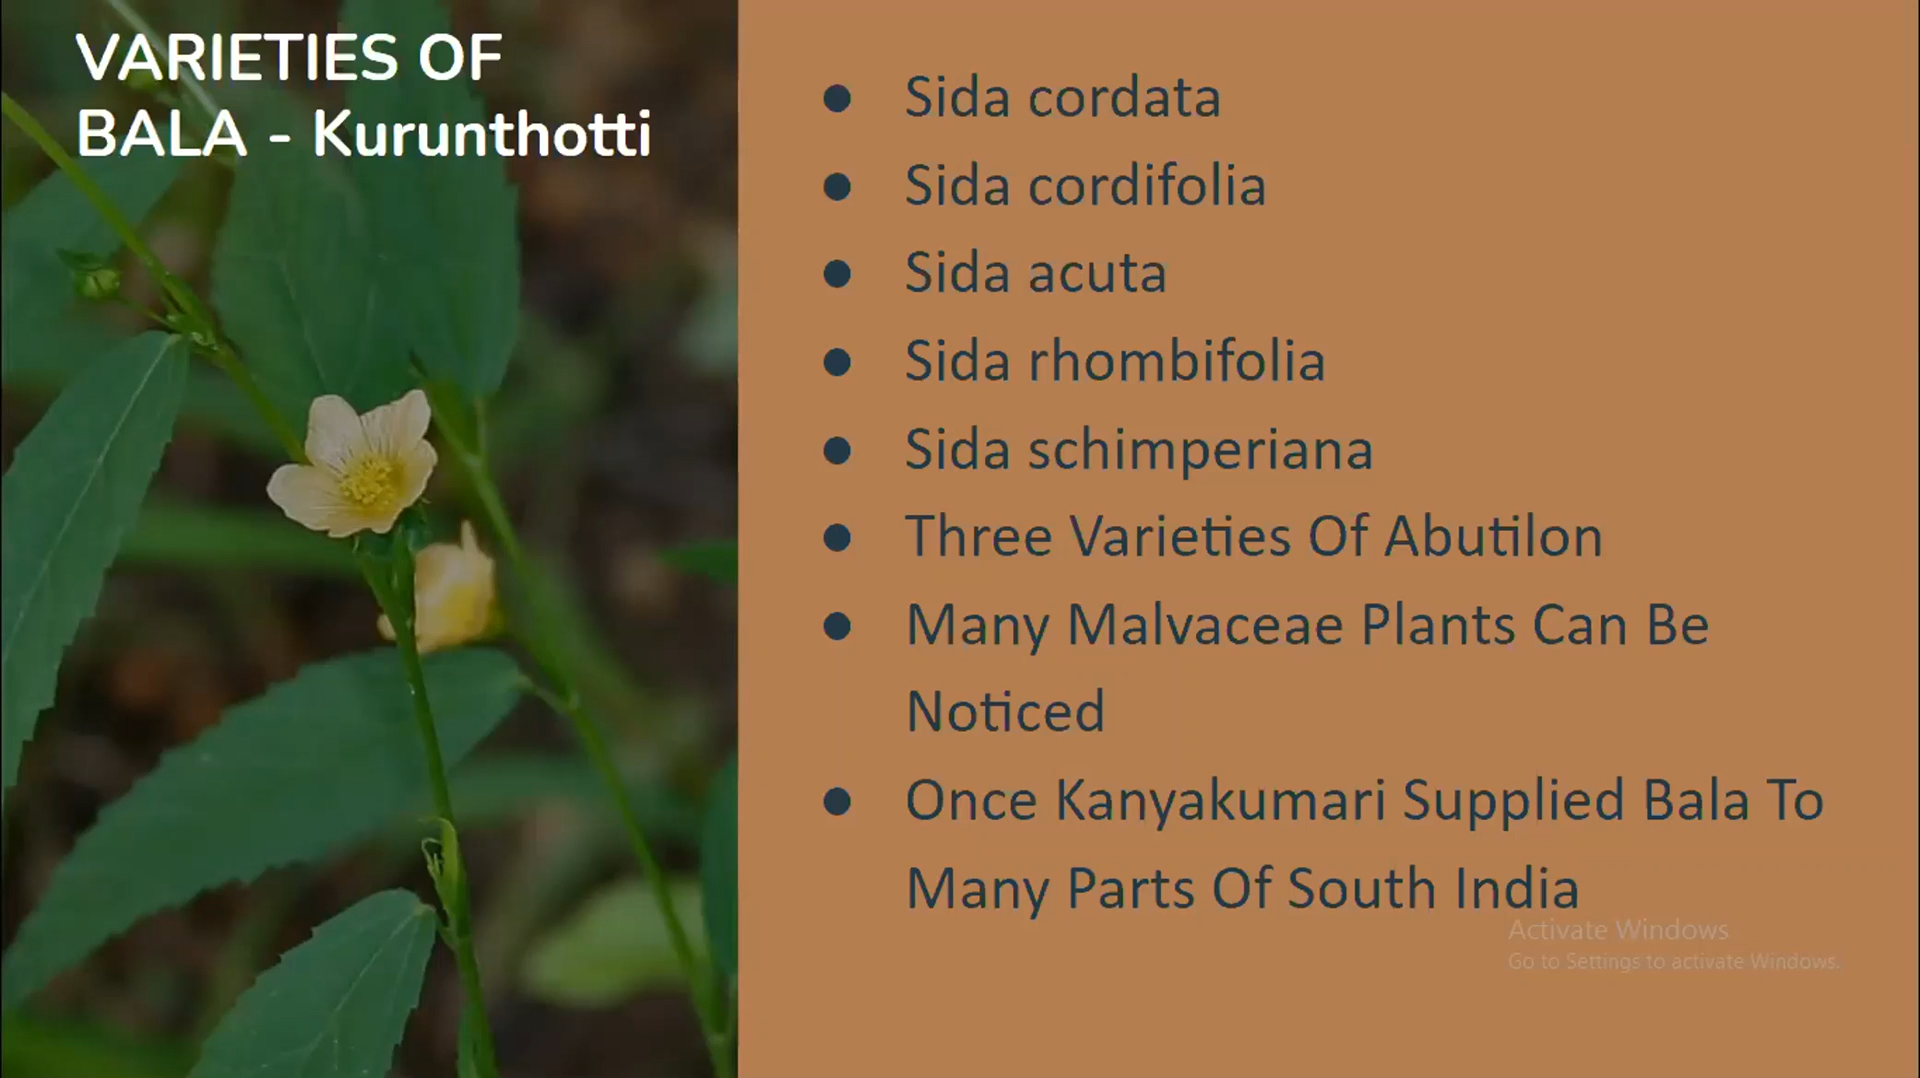 VARIETIES OF
BALA - Kurunthotti
● Sida cordata
● Sida cordifolia
● Sida acuta
● Sida rhombifolia
● Sida schimperiana
● Three Varieties Of Abutilon
● Many Malvaceae Plants Can Be
Noticed
● Once Kanyakumari Supplied Bala To
Many Parts Of South India
Activate Windows
Go to Settings to activate Windows.